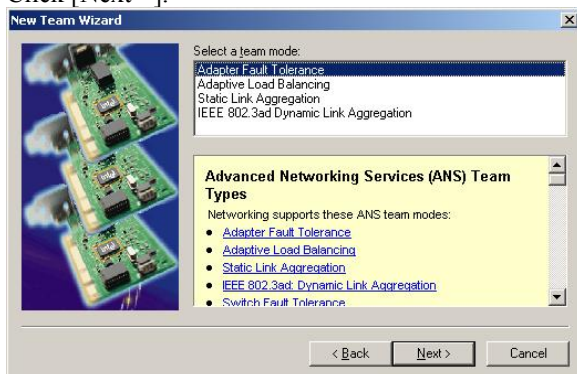 Click [Next >].
New Team Wizard
Select a team mode:
Adapter Fault Tolerance
Adaptive Load Balancing
Static Link Aggregation
IEEE 802.3ad Dynamic Link Aggregation
Advanced Networking Services (ANS) Team
Types
Networking supports these ANS team modes:
• Adapter Fault Tolerance
• Adaptive Load Balancing
• Static Link Aggregation
• IEEE 802.3ad: Dynamic Link Aggregation
• Switch Fault Tolerance
< Back
Next >
Cancel